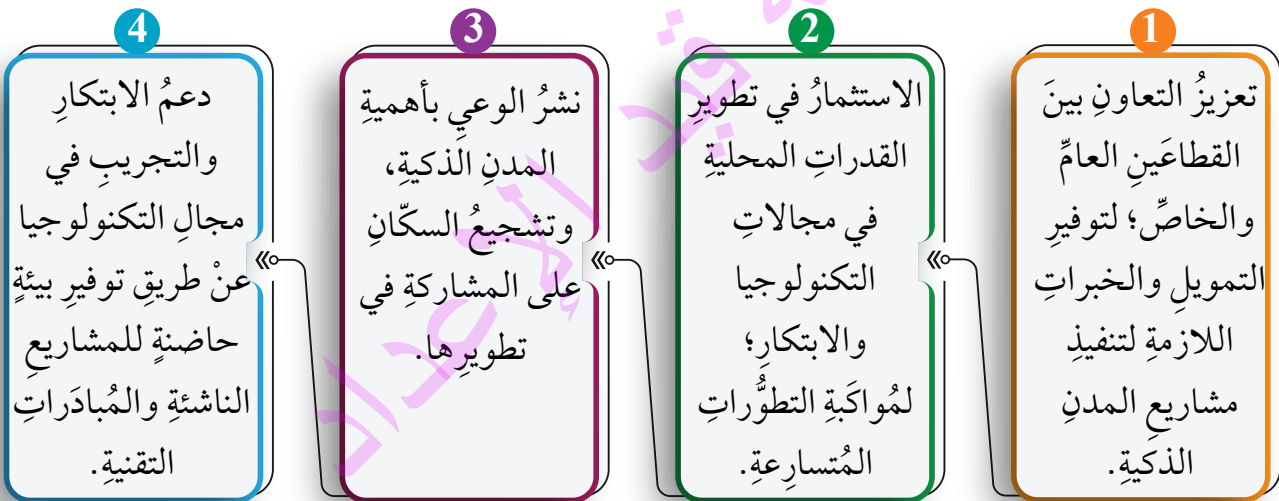 1
تعزيزُ التعاونِ بينَ
القطاعَينِ العامِّ
والخاصِّ؛ لتوفيرِ
التمويلِ والخبراتِ
اللازمةِ لتنفيذِ
مشاريعِ المدنِ
الذكيةِ.
2
الاستثمارُ في تطويرِ
القدراتِ المحليةِ
في مجالاتِ
التكنولوجيا
والابتكارِ؛
لمُواكَبةِ التطوُّراتِ
المُتسارِعةِ.
3
نشرُ الوعيِ بأهميةِ
المدنِ الذكيةِ،
وتشجيعُ السكّانِ
على المشاركةِ في
تطويرِها.
4
دعمُ الابتكارِ
والتجريبِ في
مجالِ التكنولوجيا
عنْ طريقِ توفيرِ بيئةٍ
حاضنةٍ للمشاريعِ
الناشئةِ والمُبادَراتِ
التقنيةِ.